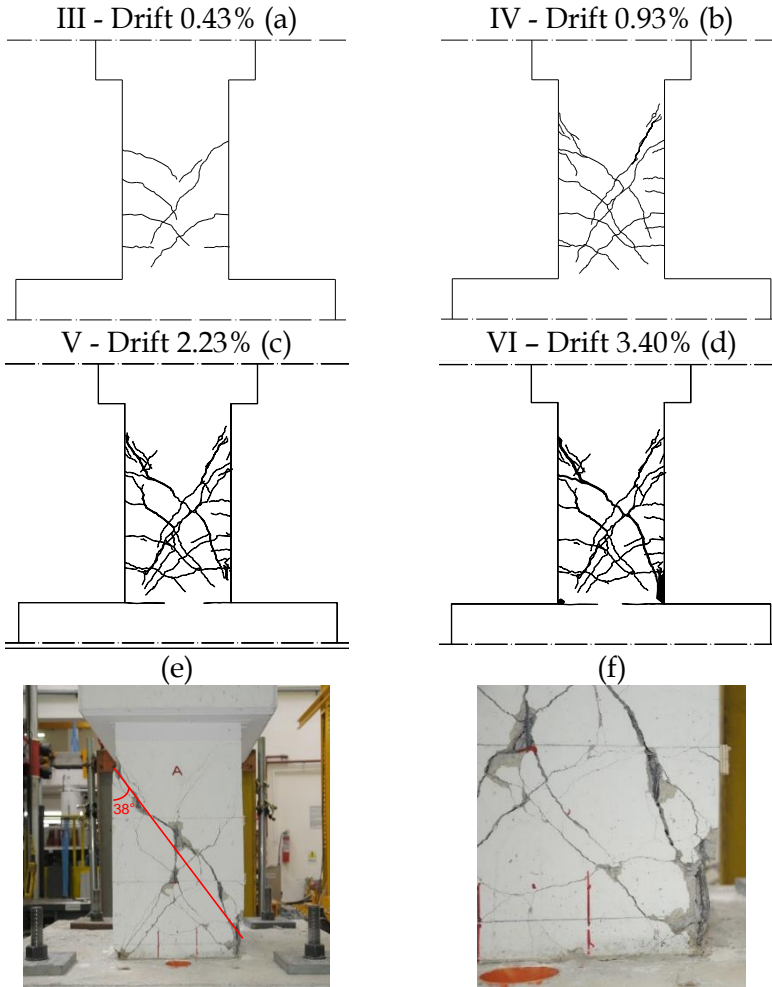 III - Drift 0.43% (a)
IV - Drift 0.93% (b)
V - Drift 2.23% (c)
VI – Drift 3.40% (d)
(e)
(f)
A
38°